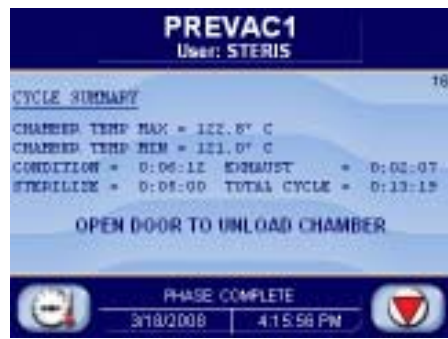 PREVAC1
User: STERIS
16
CYCLE SUMMARY
CHAMBER TEMP MAX = 122.8° C
CHAMBER TEMP MIN = 121.0° C
CONDITION = 0:06:12 EXHAUST = 0:02:07
STERILIZE = 0:05:00 TOTAL CYCLE = 0:13:19
OPEN DOOR TO UNLOAD CHAMBER
PHASE COMPLETE
3/18/2008 4:15:56 PM